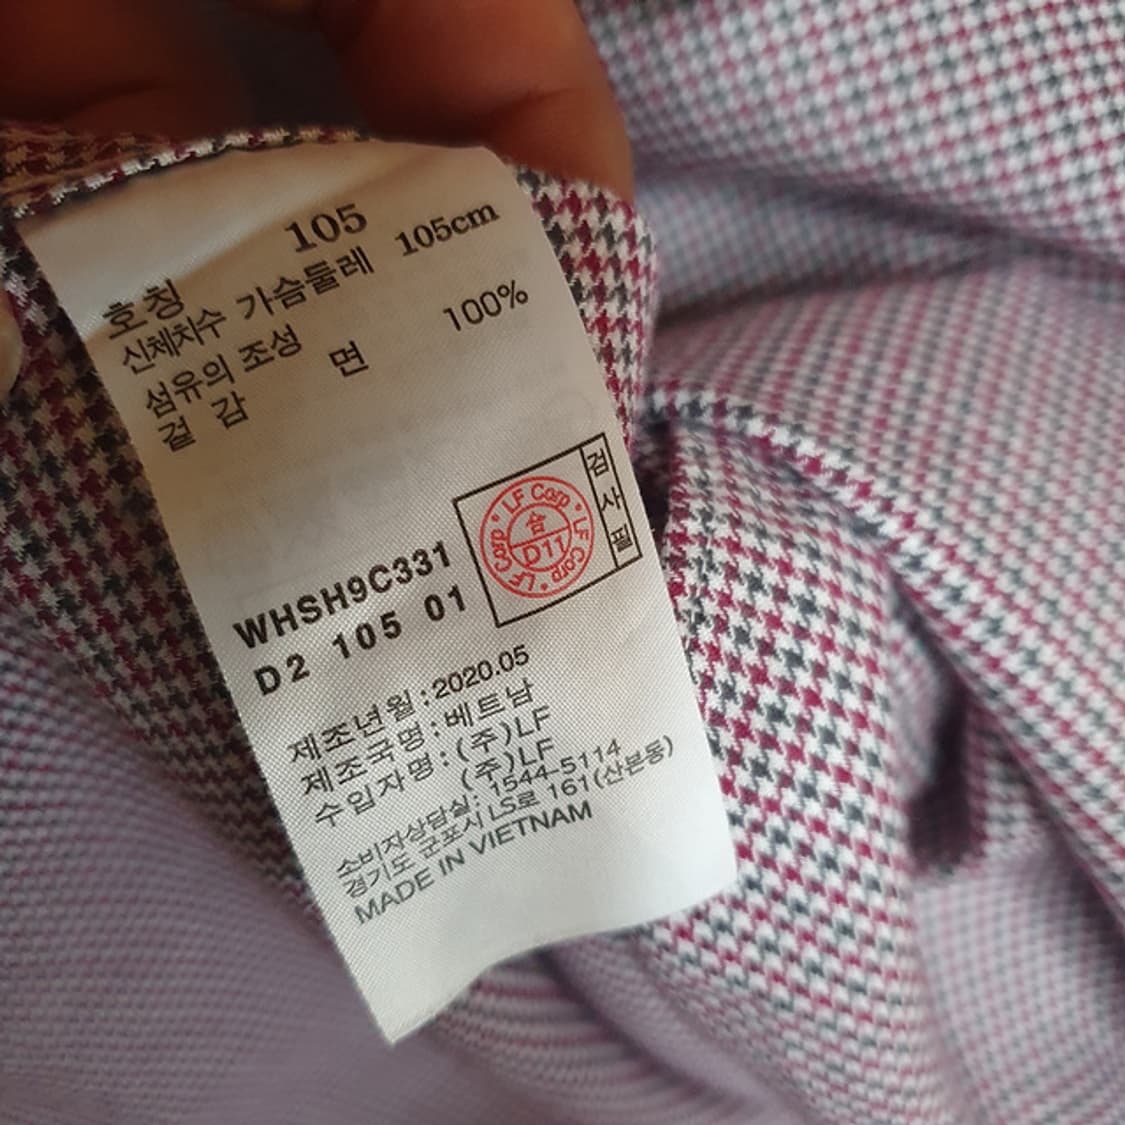 호칭 105
신체치수 가슴둘레 105cm
섬유의 조성
겉 감 면 100%
검사필
LF Corp • LF Corp • LF Corp •
合
D11
WHSH9C331
D2 105 01
제조년월:2020.05
제조국명:베트남
수입자명:(주)LF
(주)LF
소비자상담실: 1544-5114
경기도 군포시 LS로 161(산본동)
MADE IN VIETNAM